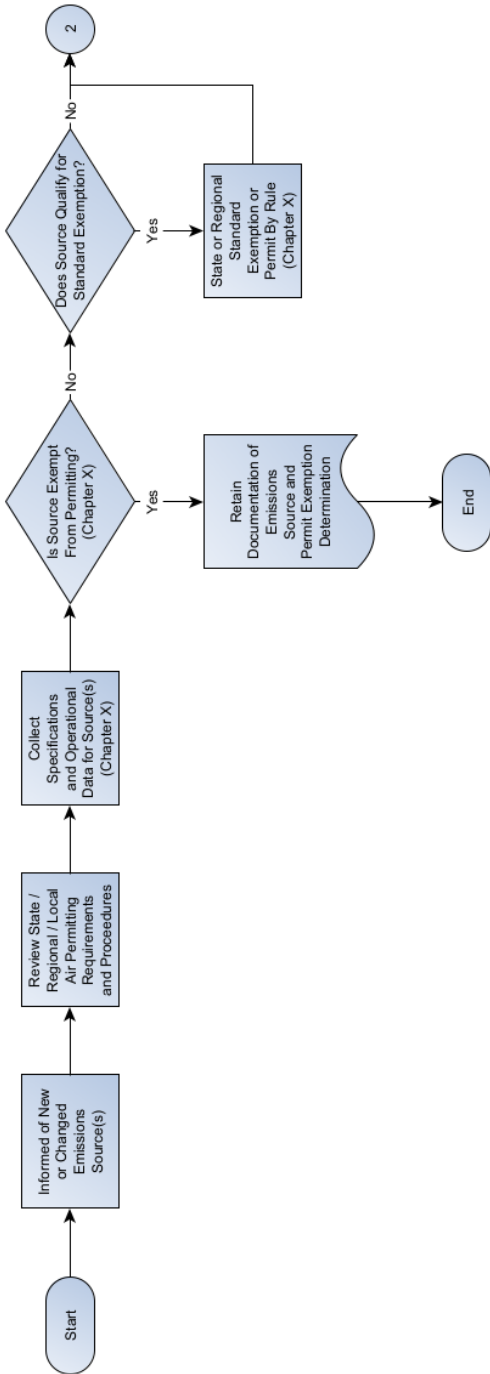 Start
Informed of New
or Changed
Emissions
Source(s)
Review State /
Regional / Local
Air Permitting
Requirements
and Proceedures
Collect
Specifications
and Operational
Data for Source(s)
(Chapter X)
Is Source Exempt
From Permitting?
(Chapter X)
Yes
Retain
Documentation of
Emissions
Source and
Permit Exemption
Determination
End
No
Does Source Qualify for
Standard Exemption?
Yes
State or Regional
Standard
Exemption or
Permit By Rule
(Chapter X)
No
2